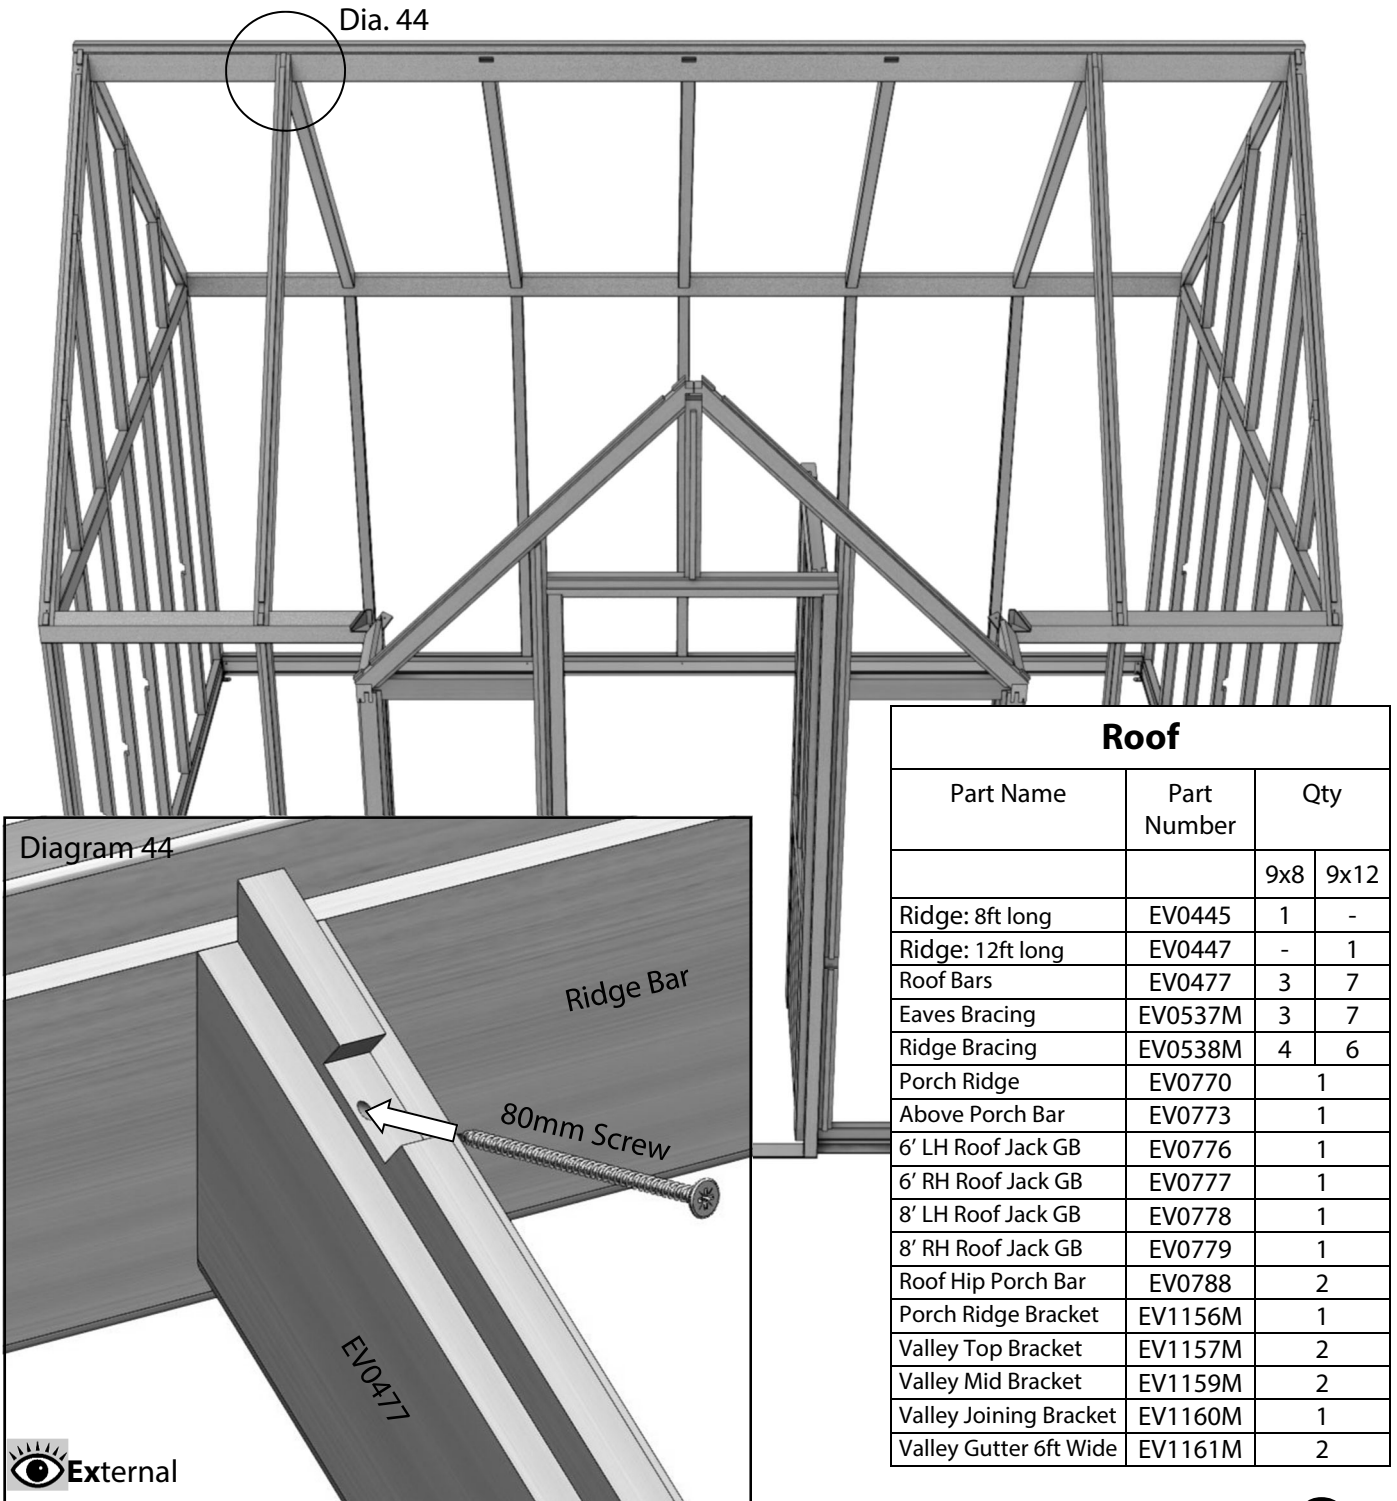 Dia. 44
Roof
Part Name Part Number Qty
9x8 9x12
Ridge: 8ft long EV0445 1 -
Ridge: 12ft long EV0447 - 1
Roof Bars EV0477 3 7
Eaves Bracing EV0537M 3 7
Ridge Bracing EV0538M 4 6
Porch Ridge EV0770 1
Above Porch Bar EV0773 1
6' LH Roof Jack GB EV0776 1
6' RH Roof Jack GB EV0777 1
8' LH Roof Jack GB EV0778 1
8' RH Roof Jack GB EV0779 1
Roof Hip Porch Bar EV0788 2
Porch Ridge Bracket EV1156M 1
Valley Top Bracket EV1157M 2
Valley Mid Bracket EV1159M 2
Valley Joining Bracket EV1160M 1
Valley Gutter 6ft Wide EV1161M 2
Diagram 44
Ridge Bar
80mm Screw
EV0477
External